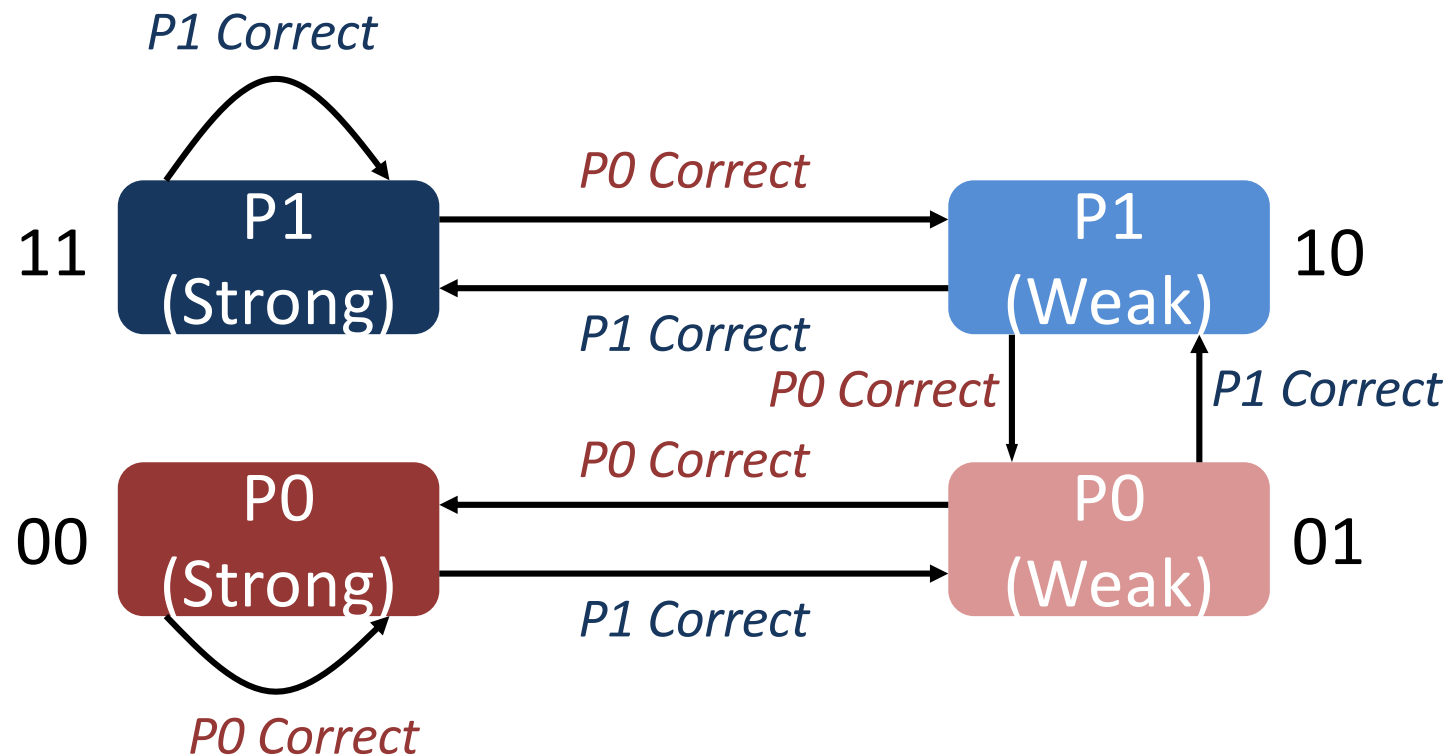 P1 Correct
P0 Correct
11
P1
(Strong)
P1
(Weak)
10
P1 Correct
P0 Correct
P1 Correct
P0 Correct
00
P0
(Strong)
P0
(Weak)
01
P1 Correct
P0 Correct